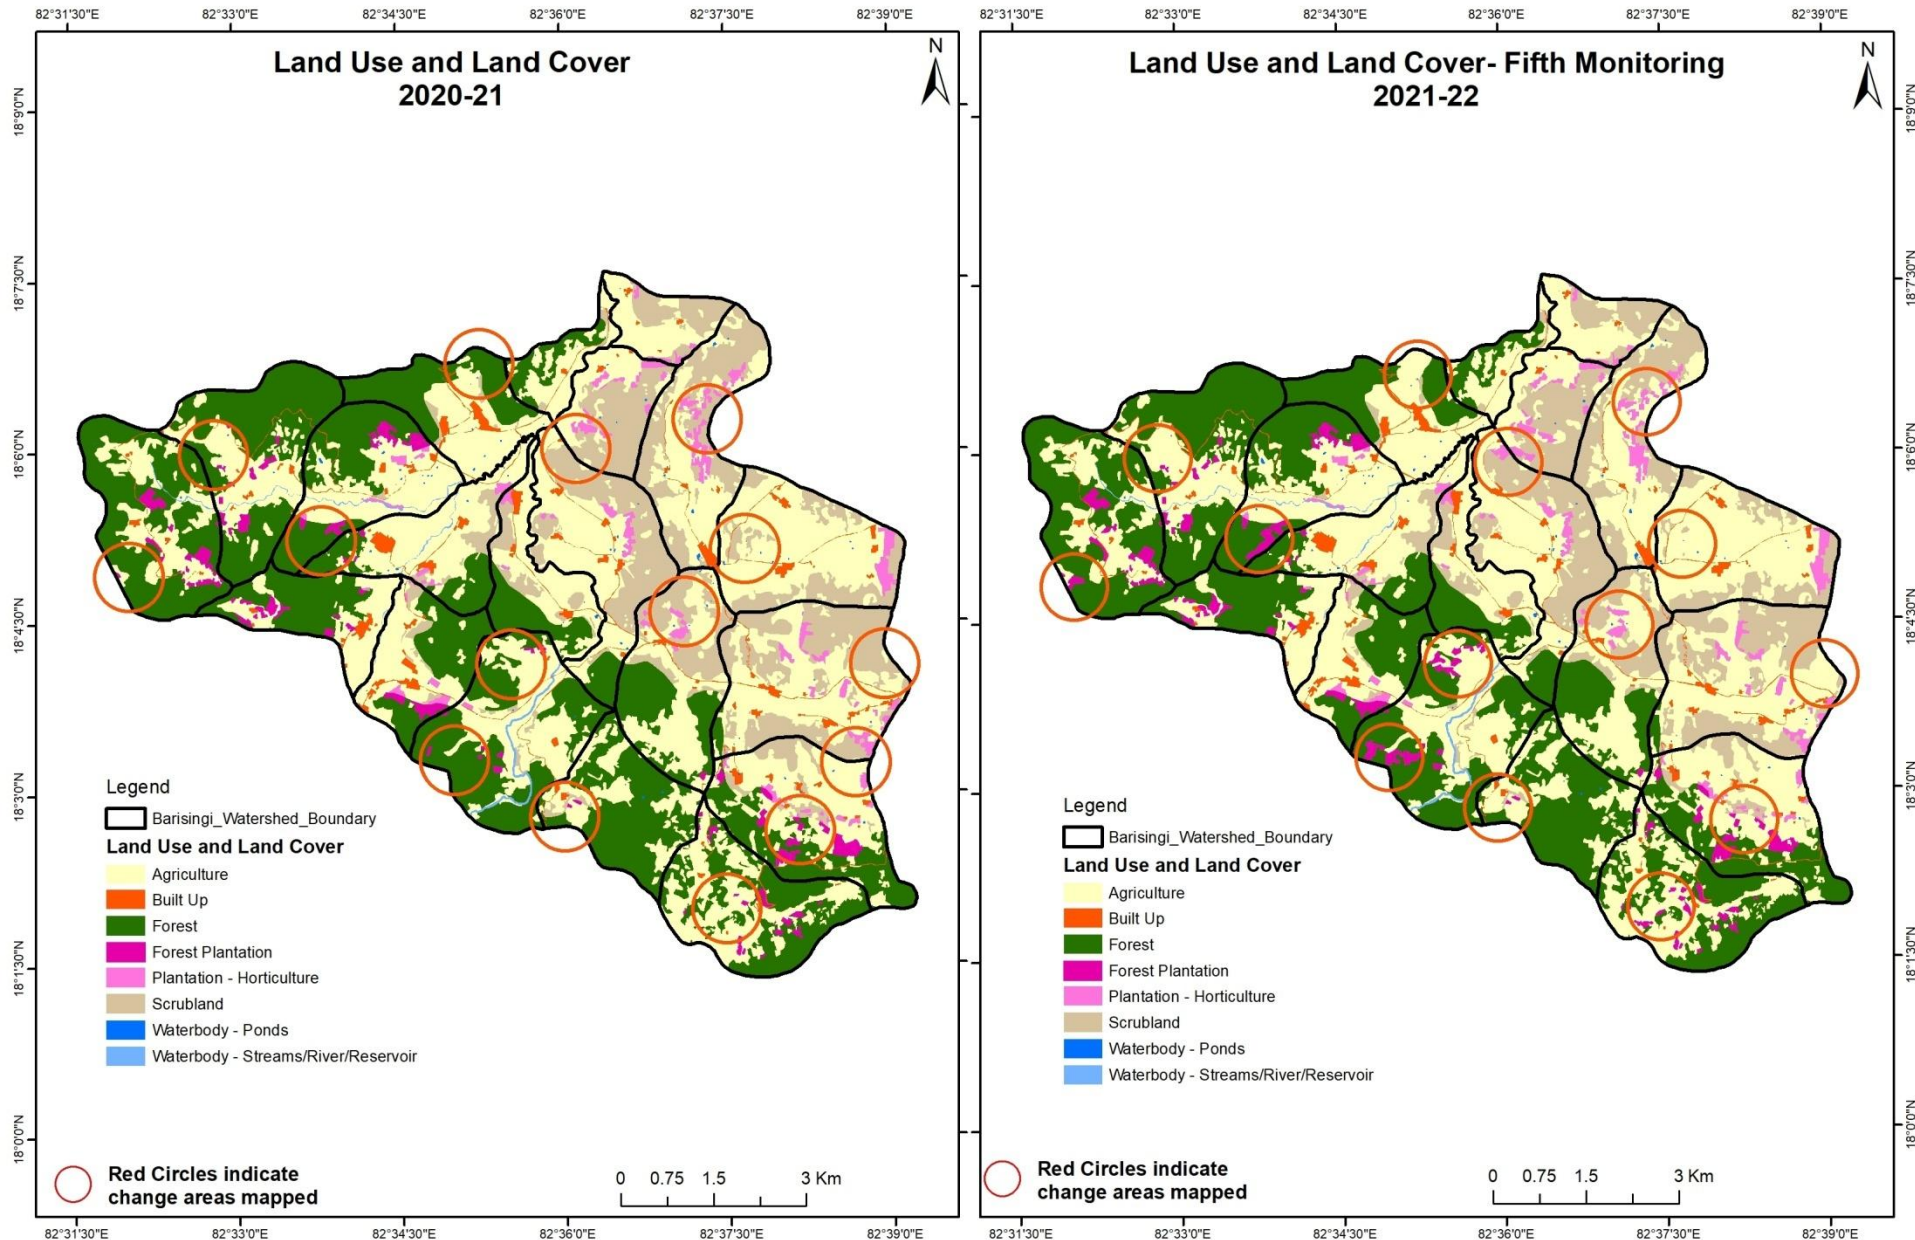 82°31'30"E 82°33'0"E 82°34'30"E 82°36'0"E 82°37'30"E 82°39'0"E
Land Use and Land Cover
2020-21
N
18°9'0"N
18°7'30"N
18°6'0"N
18°4'30"N
18°3'0"N
18°1'30"N
18°0'0"N
Legend
Barisingi_Watershed_Boundary
Land Use and Land Cover
Agriculture
Built Up
Forest
Forest Plantation
Plantation - Horticulture
Scrubland
Waterbody - Ponds
Waterbody - Streams/River/Reservoir
Red Circles indicate
change areas mapped
0 0.75 1.5 3 Km
82°31'30"E 82°33'0"E 82°34'30"E 82°36'0"E 82°37'30"E 82°39'0"E
82°31'30"E 82°33'0"E 82°34'30"E 82°36'0"E 82°37'30"E 82°39'0"E
Land Use and Land Cover- Fifth Monitoring
2021-22
N
18°9'0"N
18°7'30"N
18°6'0"N
18°4'30"N
18°3'0"N
18°1'30"N
18°0'0"N
Legend
Barisingi_Watershed_Boundary
Land Use and Land Cover
Agriculture
Built Up
Forest
Forest Plantation
Plantation - Horticulture
Scrubland
Waterbody - Ponds
Waterbody - Streams/River/Reservoir
Red Circles indicate
change areas mapped
0 0.75 1.5 3 Km
82°31'30"E 82°33'0"E 82°34'30"E 82°36'0"E 82°37'30"E 82°39'0"E